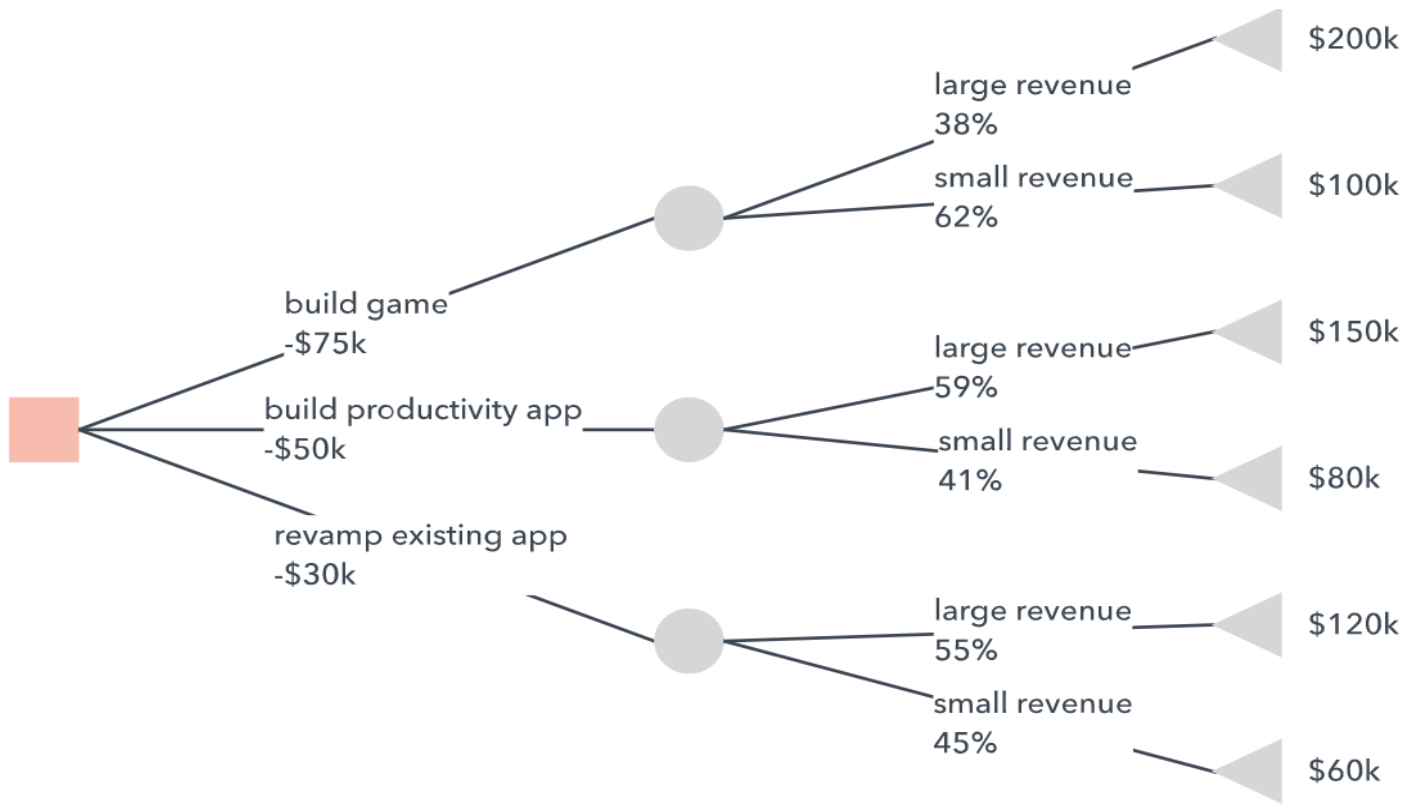 $200k
large revenue
38%
small revenue
62%
$100k
build game
-$75k
large revenue
59%
$150k
build productivity app
-$50k
small revenue
41%
$80k
revamp existing app
-$30k
large revenue
55%
$120k
small revenue
45%
$60k